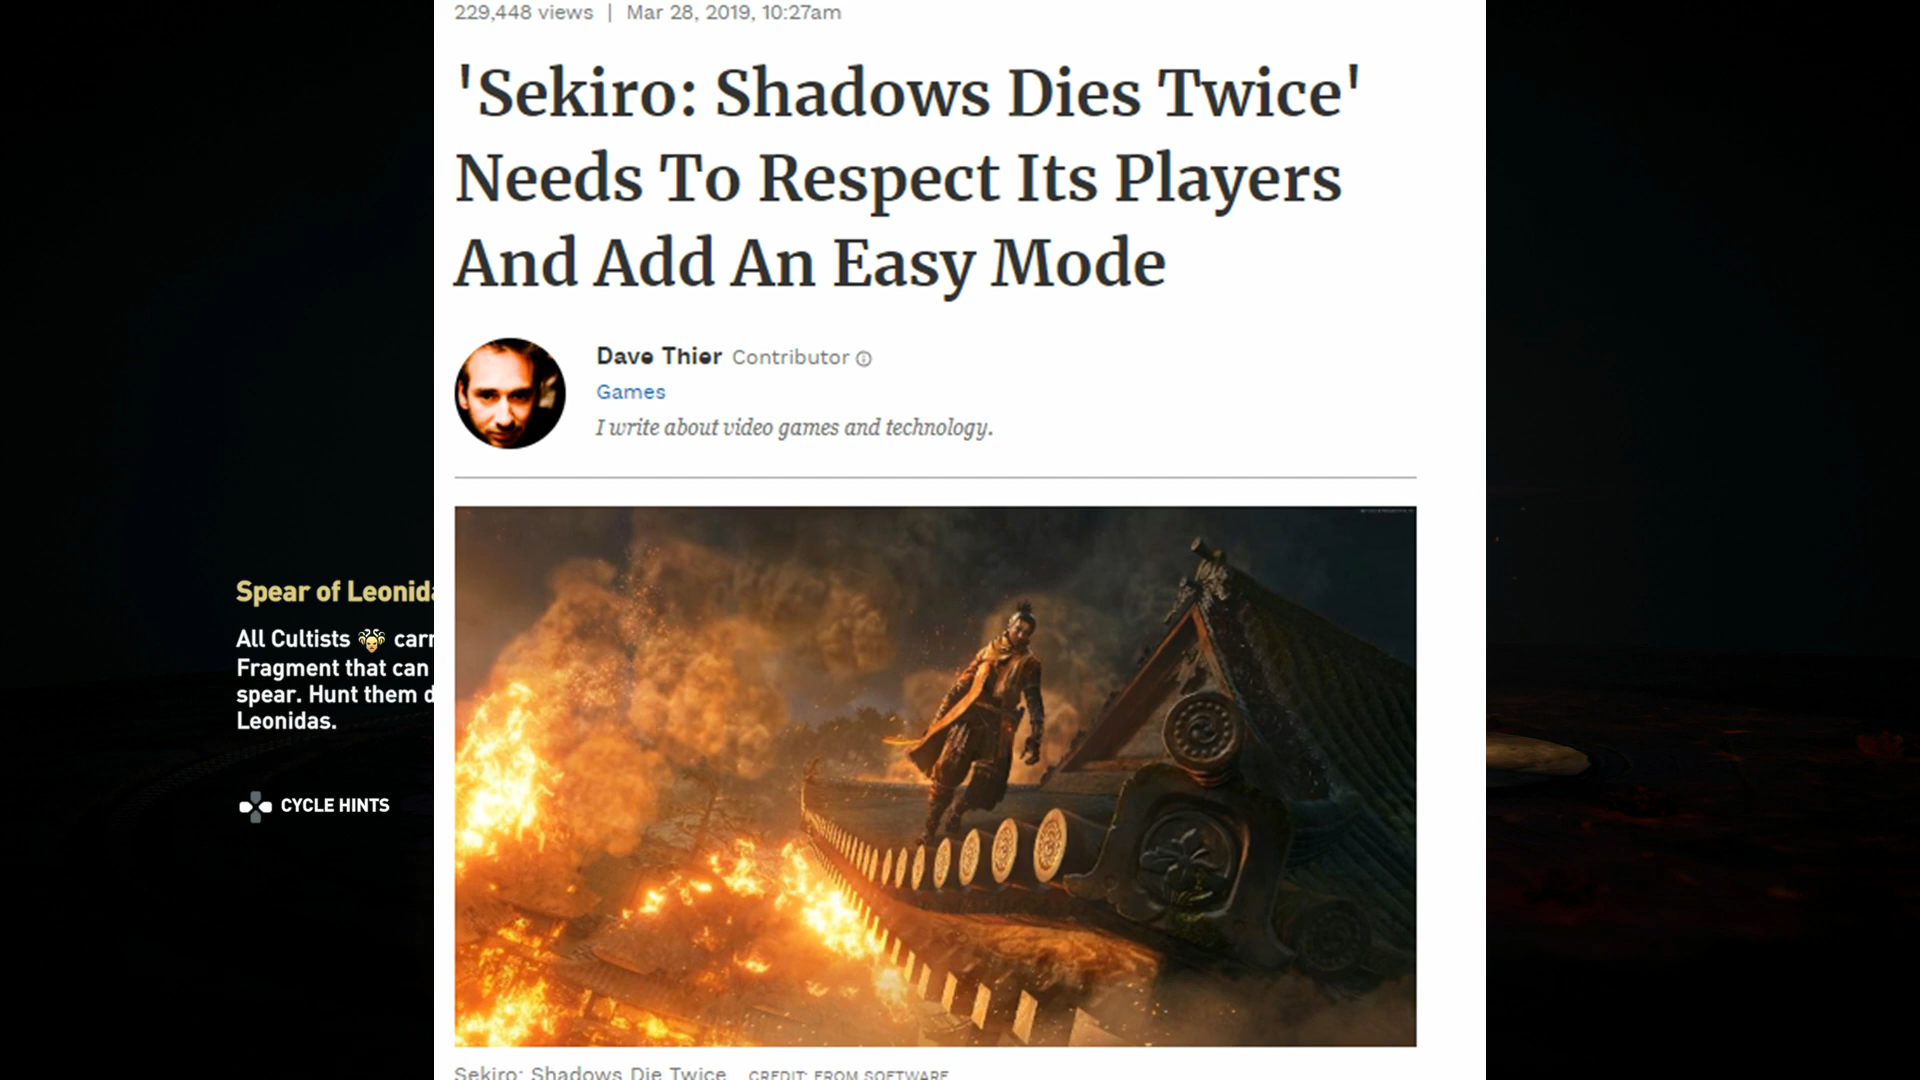 229,448 views | Mar 28, 2019, 10:27am
'Sekiro: Shadows Dies Twice'
Needs To Respect Its Players
And Add An Easy Mode
Dave Thier Contributor
Games
I write about video games and technology.
Spear of Leonida
All Cultists carr
Fragment that can
spear. Hunt them d
Leonidas.
CYCLE HINTS
Sekiro: Shadows Die Twice CREDIT: FROM SOFTWARE